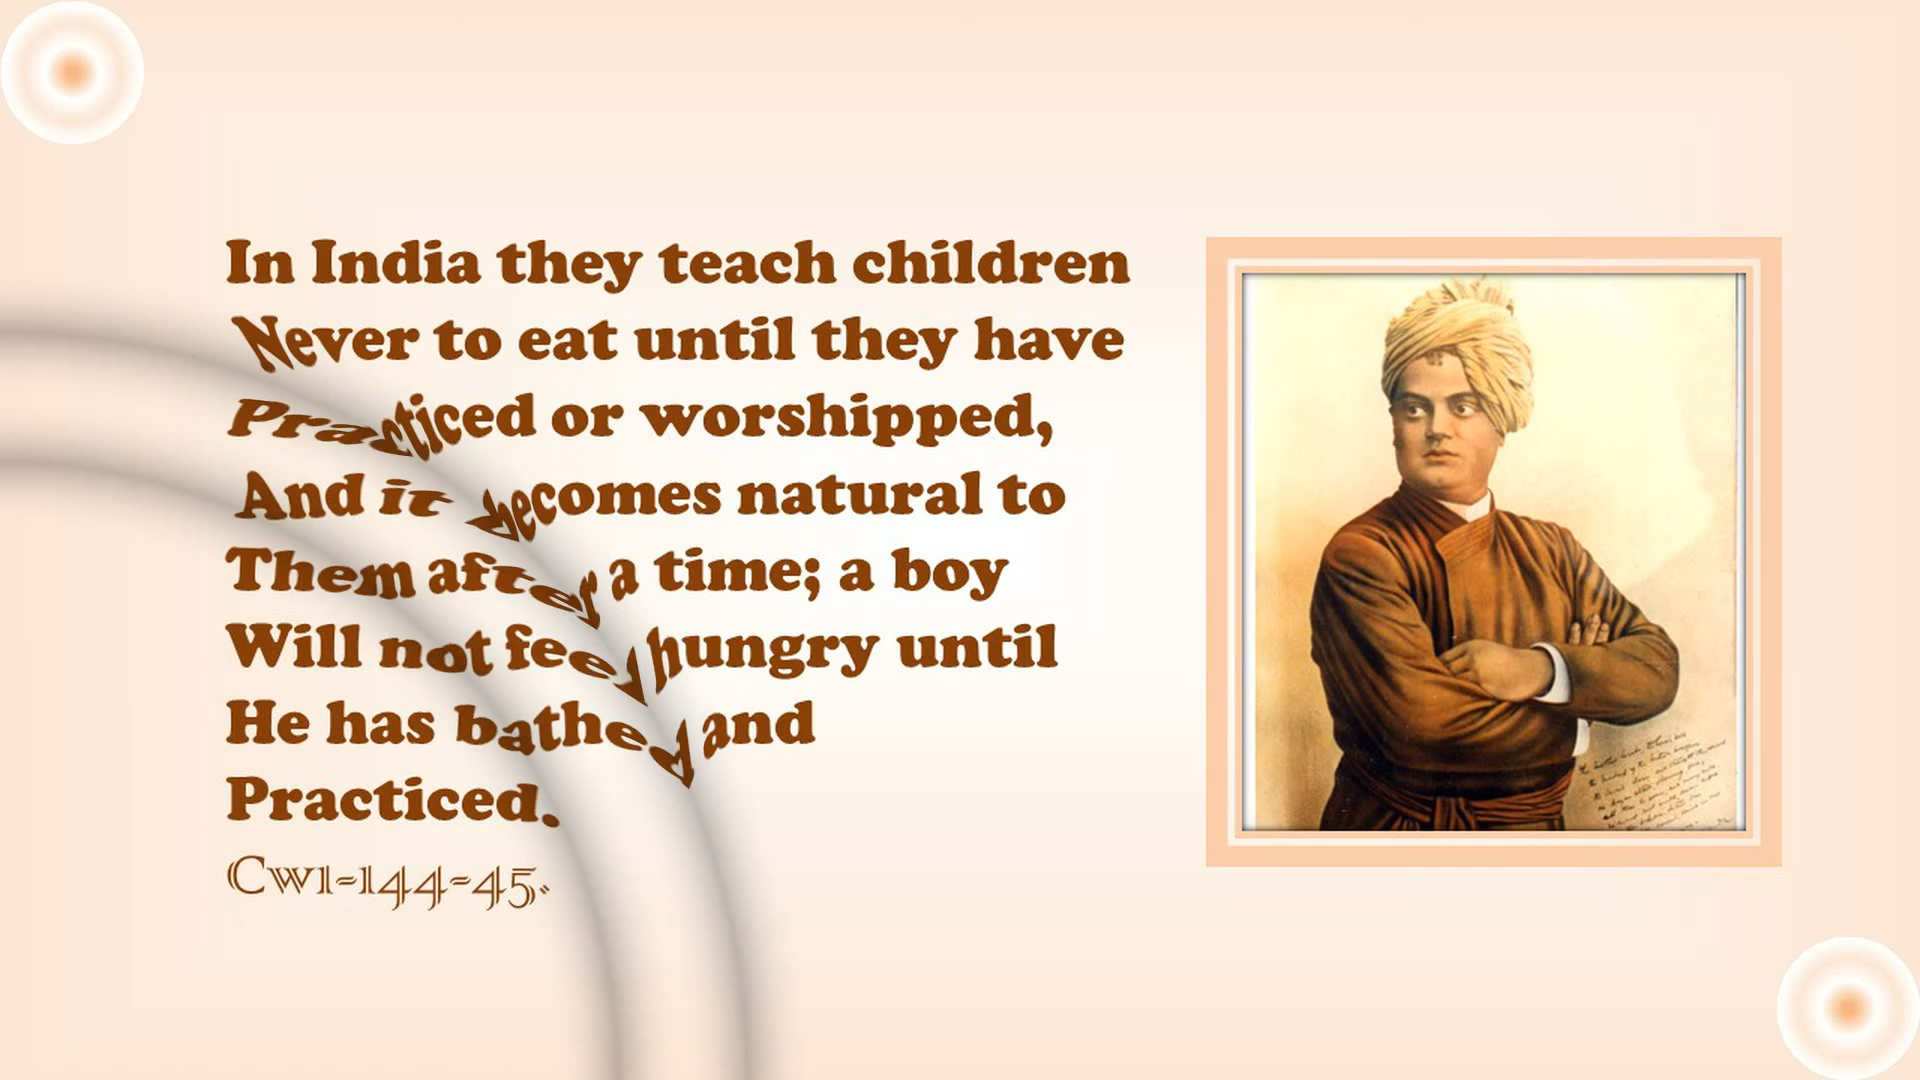 In India they teach children
Never to eat until they have
Practiced or worshipped,
And it becomes natural to
Them after a time; a boy
Will not feel hungry until
He has bathed and
Practiced.
Cw1-144-45.